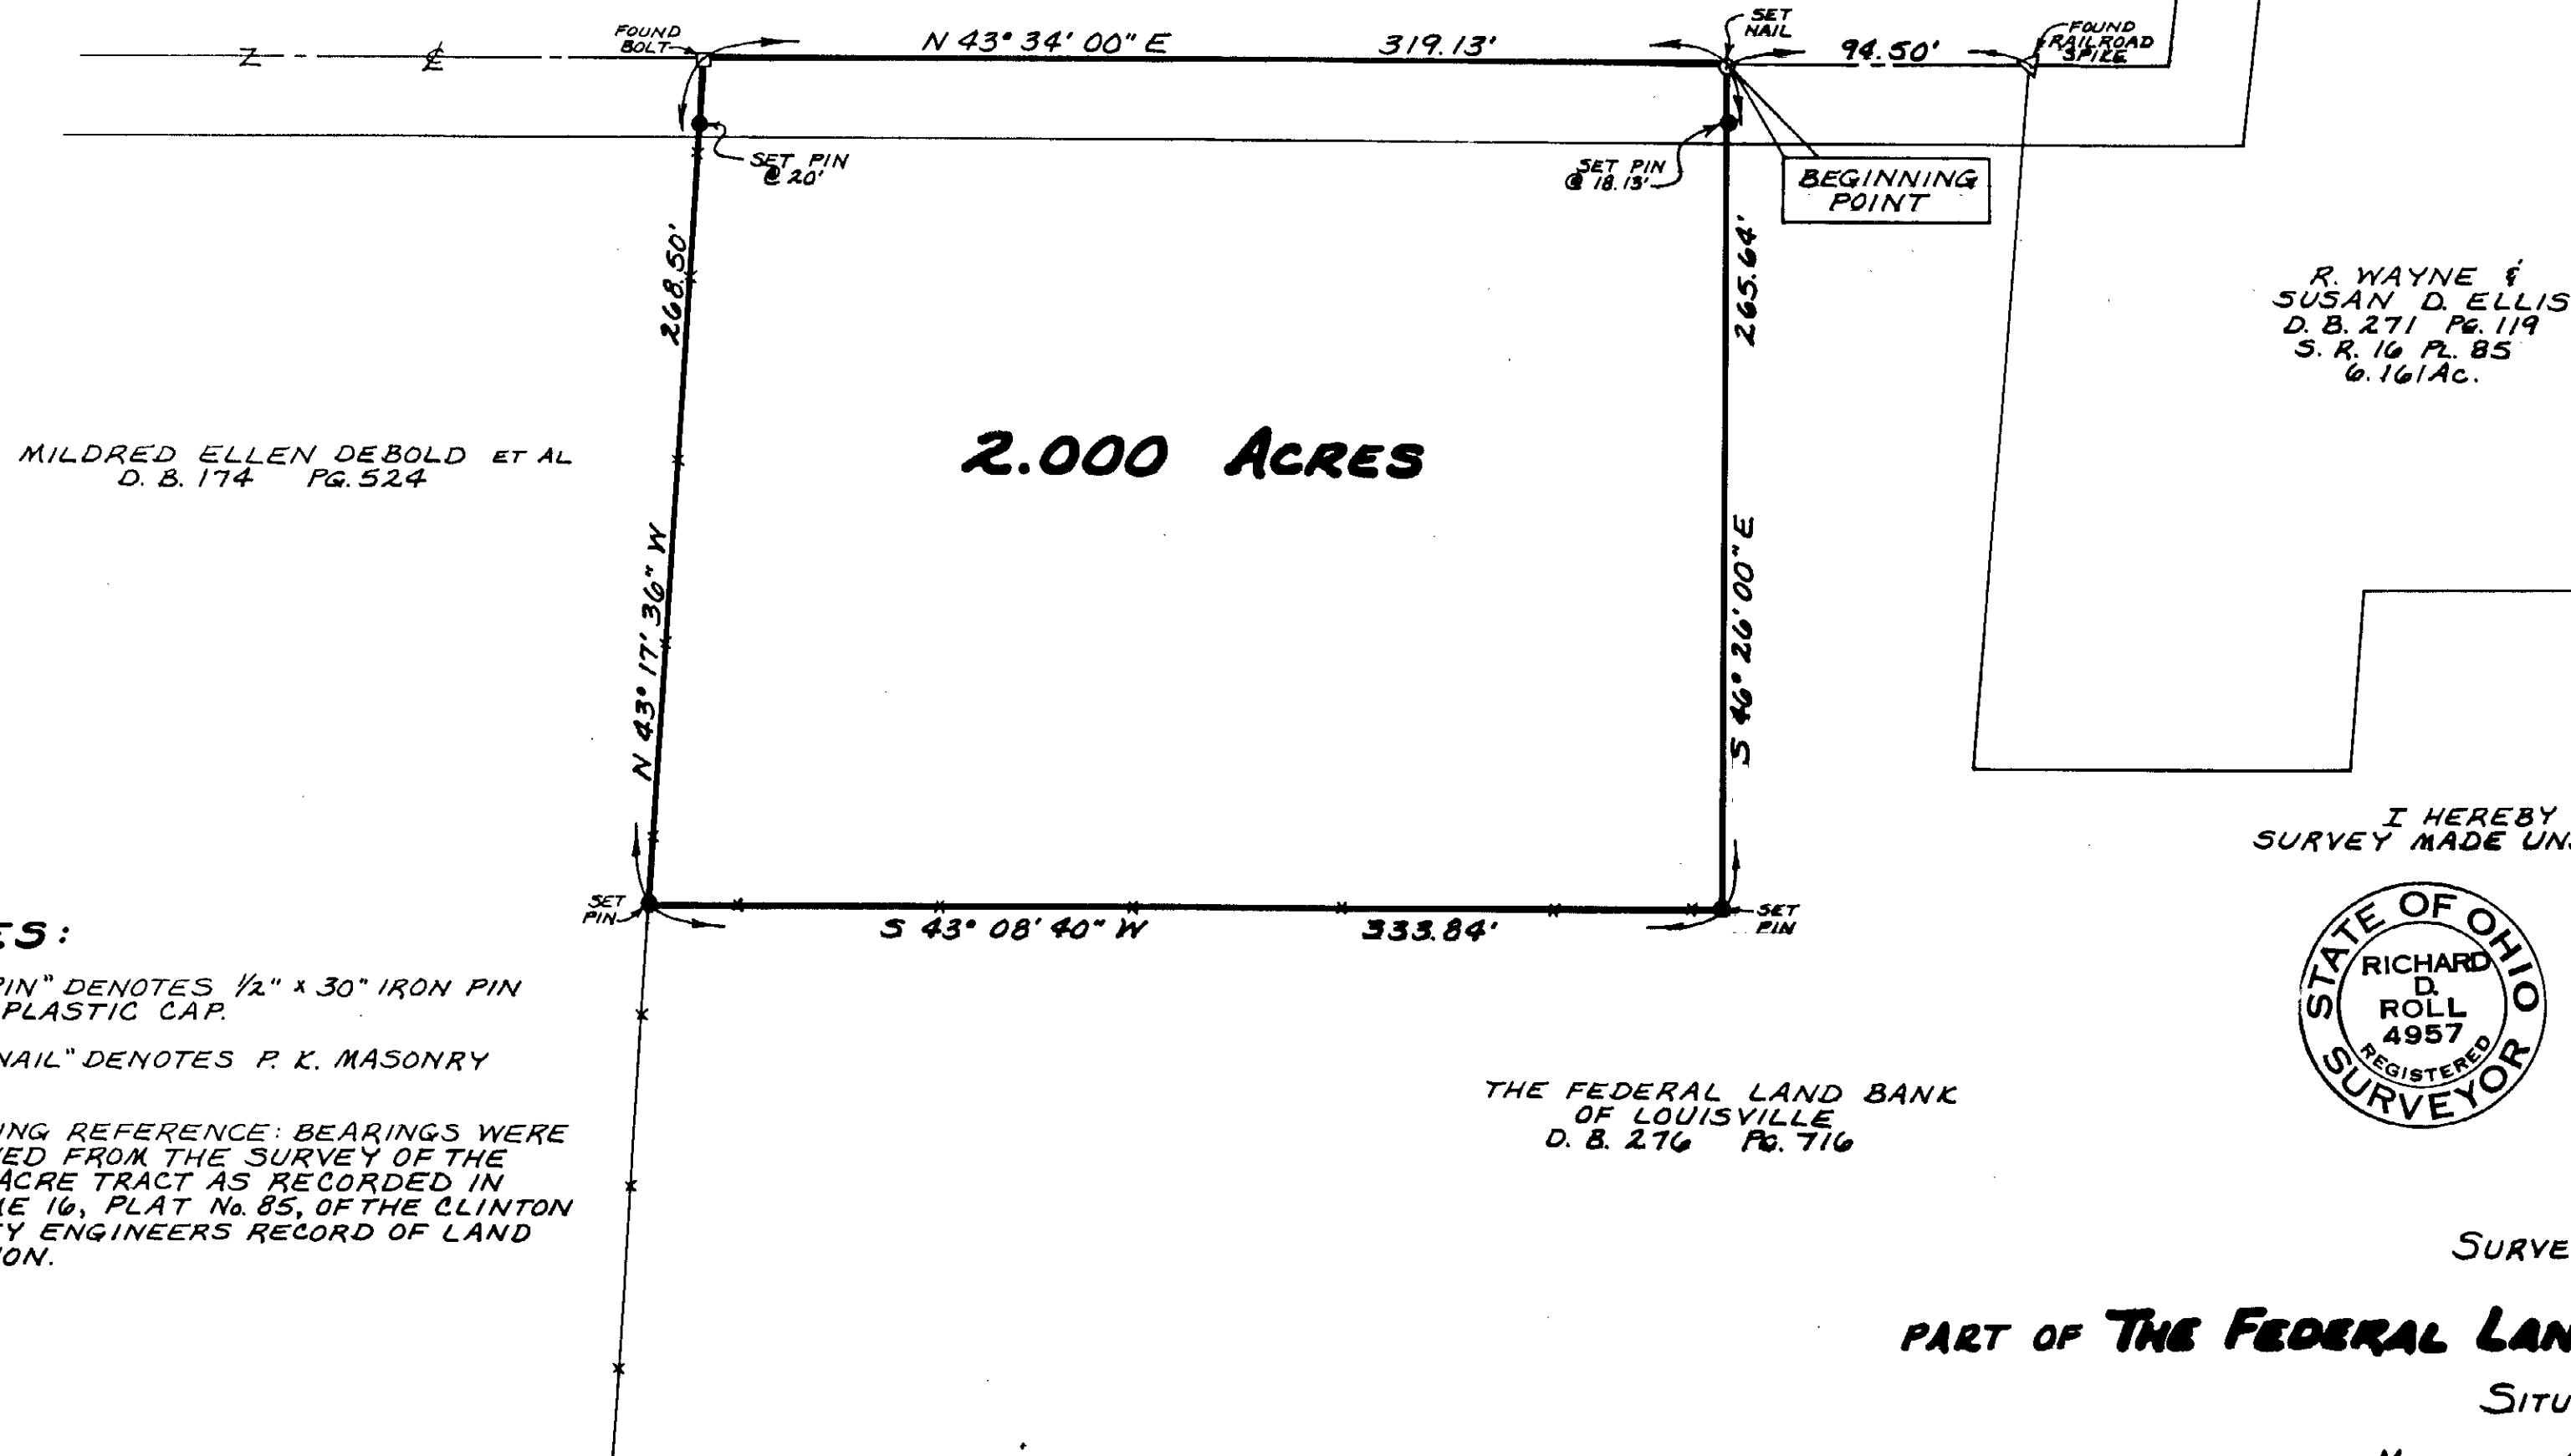 FOUND
BOLT
N 43° 34' 00" E 319.13'
SET
NAIL
94.50'
FOUND
RAILROAD
SPIKE
SET PIN
@ 20'
SET PIN
@ 18.13'
BEGINNING
POINT
268.50'
N 43° 17' 36" W
265.64'
S 46° 26' 00" E
R. WAYNE &
SUSAN D. ELLIS
D. B. 271 PG. 119
S. R. 16 PL. 85
6.161 AC.
2.000 ACRES
MILDRED ELLEN DEBOLD ET AL
D. B. 174 PG. 524
SET
PIN
S 43° 08' 40" W 333.84'
SET
PIN
I HEREBY
SURVEY MADE UN
STATE OF OHIO
RICHARD
D.
ROLL
4957
REGISTERED
SURVEYOR
ES:
PIN" DENOTES 1/2" x 30" IRON PIN
PLASTIC CAP.
NAIL" DENOTES P. K. MASONRY
ING REFERENCE: BEARINGS WERE
ED FROM THE SURVEY OF THE
ACRE TRACT AS RECORDED IN
ME 16, PLAT No. 85, OF THE CLINTON
TY ENGINEERS RECORD OF LAND
ION.
THE FEDERAL LAND BANK
OF LOUISVILLE
D. B. 276 PG. 716
SURVE
PART OF THE FEDERAL LAN
SITU